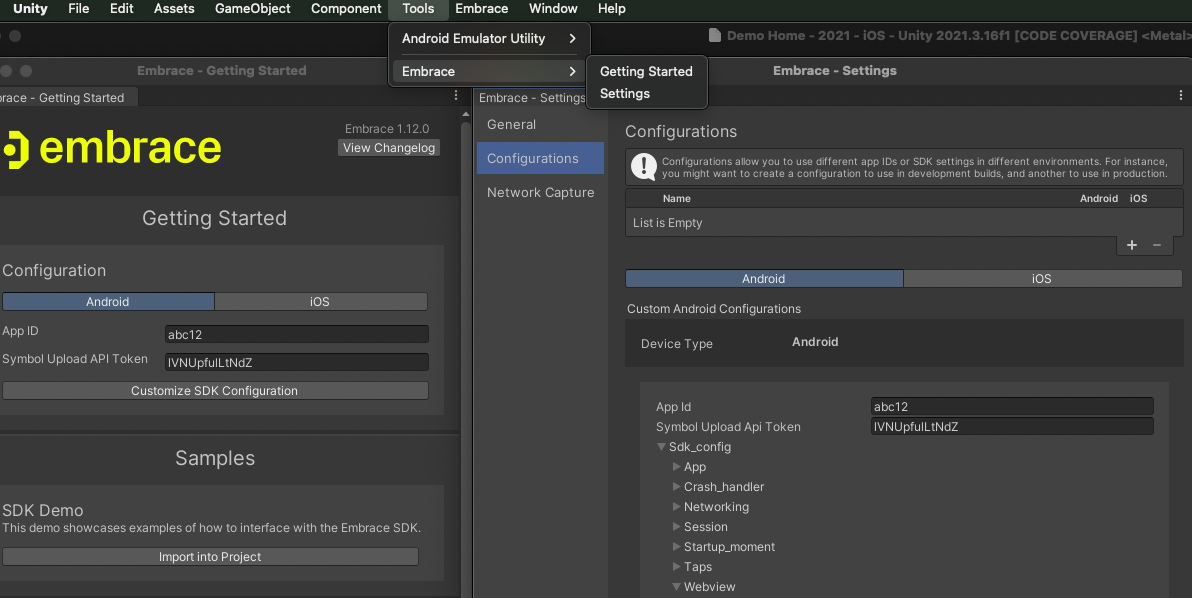 Unity File Edit Assets GameObject Component Tools Embrace Window Help
Android Emulator Utility
Embrace
Getting Started
Settings
Demo Home - 2021 - iOS - Unity 2021.3.16f1 [CODE COVERAGE] <Metal>
Embrace - Getting Started
race - Getting Started
embrace
Embrace 1.12.0
View Changelog
Getting Started
Configuration
Android iOS
App ID abc12
Symbol Upload API Token lVNUpfulLtNdZ
Customize SDK Configuration
Samples
SDK Demo
This demo showcases examples of how to interface with the Embrace SDK.
Import into Project
Embrace - Settings
Embrace - Settings
General
Configurations
Network Capture
Configurations
Configurations allow you to use different app IDs or SDK settings in different environments. For instance,
you might want to create a configuration to use in development builds, and another to use in production.
Name Android iOS
List is Empty
+ −
Android iOS
Custom Android Configurations
Device Type Android
App Id abc12
Symbol Upload Api Token lVNUpfulLtNdZ
Sdk_config
App
Crash_handler
Networking
Session
Startup_moment
Taps
Webview